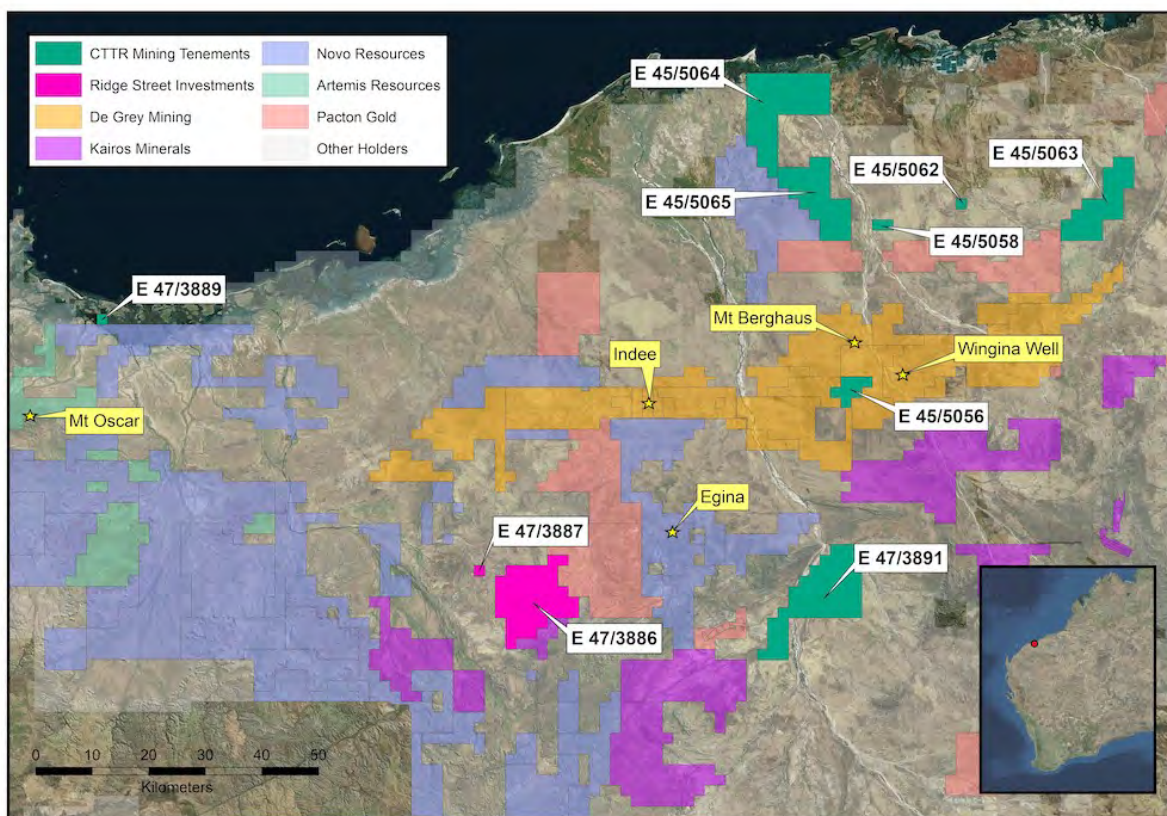 CTTR Mining Tenements
Ridge Street Investments
De Grey Mining
Kairos Minerals
Novo Resources
Artemis Resources
Pacton Gold
Other Holders
E 45/5064
E 45/5063
E 45/5062
E 45/5065
E 45/5058
E 47/3889
Mt Berghaus
Indee
Wingina Well
Mt Oscar
E 45/5056
Egina
E 47/3887
E 47/3891
E 47/3886
0 10 20 30 40 50
Kilometers